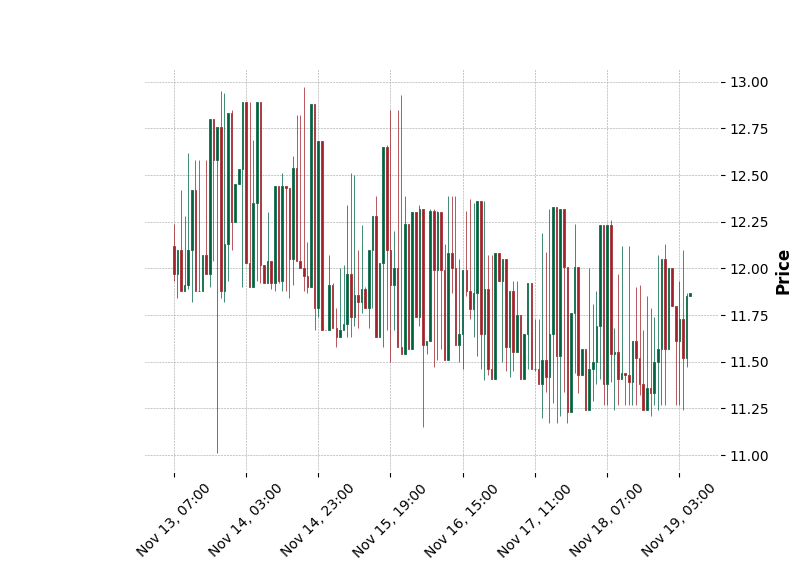 13.00
12.75
12.50
12.25
12.00
11.75
11.50
11.25
11.00
Price
Nov 13, 07:00
Nov 14, 03:00
Nov 14, 23:00
Nov 15, 19:00
Nov 16, 15:00
Nov 17, 11:00
Nov 18, 07:00
Nov 19, 03:00